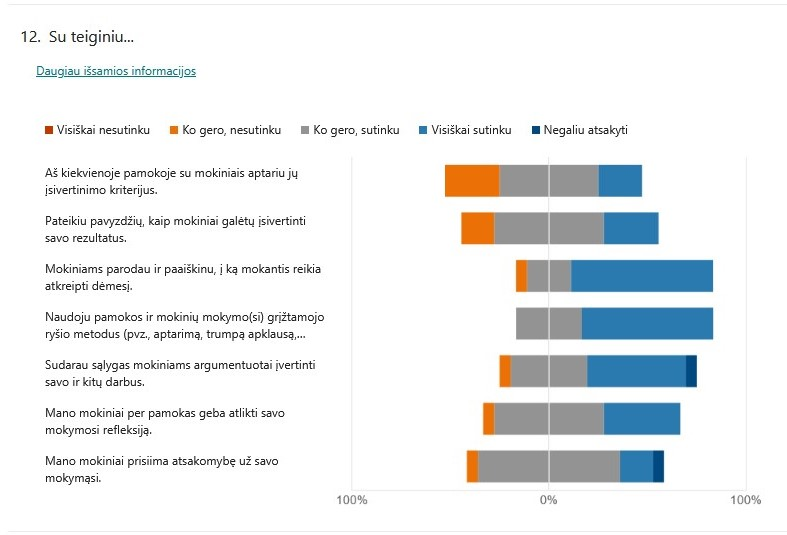 12. Su teiginiu...
Daugiau išsamios informacijos
Visiškai nesutinku
Ko gero, nesutinku
Ko gero, sutinku
Visiškai sutinku
Negaliu atsakyti
Aš kiekvienoje pamokoje su mokiniais aptariu jų
įsivertinimo kriterijus.
Pateikiu pavyzdžių, kaip mokiniai galėtų įsivertinti
savo rezultatus.
Mokiniams parodau ir paaiškinu, į ką mokantis reikia
atkreipti dėmesį.
Naudoju pamokos ir mokinių mokymo(si) grįžtamojo
ryšio metodus (pvz., aptarimą, trumpą apklausą,...
Sudarau sąlygas mokiniams argumentuotai įvertinti
savo ir kitų darbus.
Mano mokiniai per pamokas geba atlikti savo
mokymosi refleksiją.
Mano mokiniai prisiima atsakomybę už savo
mokymąsi.
100%
0%
100%